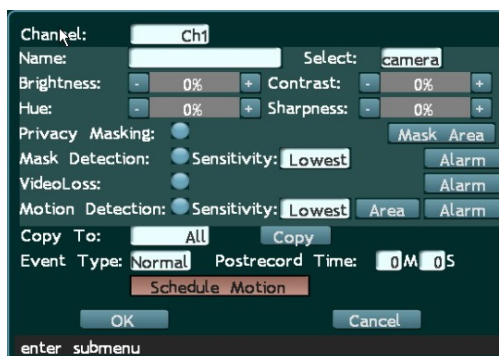 Channel: Ch1
Name: Select: camera
Brightness: - 0% + Contrast: - 0% +
Hue: - 0% + Sharpness: - 0% +
Privacy Masking: Mask Area
Mask Detection: Sensitivity: Lowest Alarm
VideoLoss: Alarm
Motion Detection: Sensitivity: Lowest Area Alarm
Copy To: All Copy
Event Type: Normal Postrecord Time: 0 M 0 S
Schedule Motion
OK Cancel
enter submenu